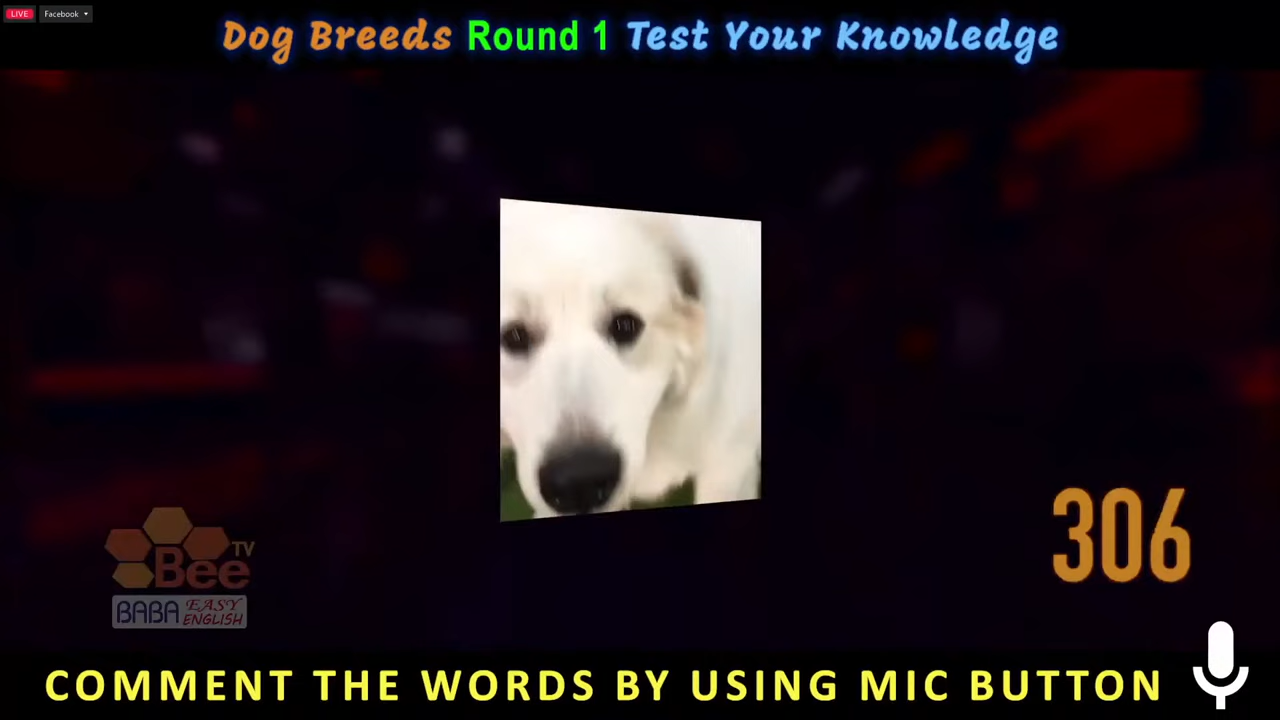 LIVE Facebook
Dog Breeds Round 1 Test Your Knowledge
306
Bee TV
BABA EASY ENGLISH
COMMENT THE WORDS BY USING MIC BUTTON